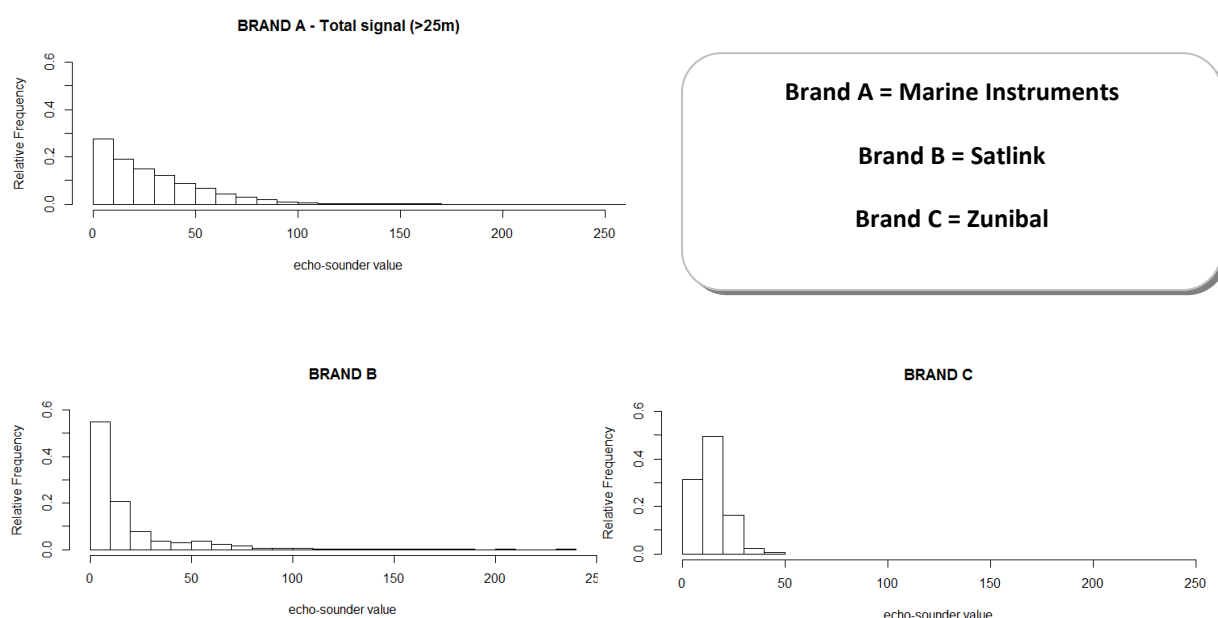 BRAND A - Total signal (>25m)
Relative Frequency
0.0 0.2 0.4 0.6
0 50 100 150 200 250
echo-sounder value
Brand A = Marine Instruments
Brand B = Satlink
Brand C = Zunibal
BRAND B
Relative Frequency
0.0 0.2 0.4 0.6
0 50 100 150 200 25
echo-sounder value
BRAND C
Relative Frequency
0.0 0.2 0.4 0.6
0 50 100 150 200 250
echo-sounder value